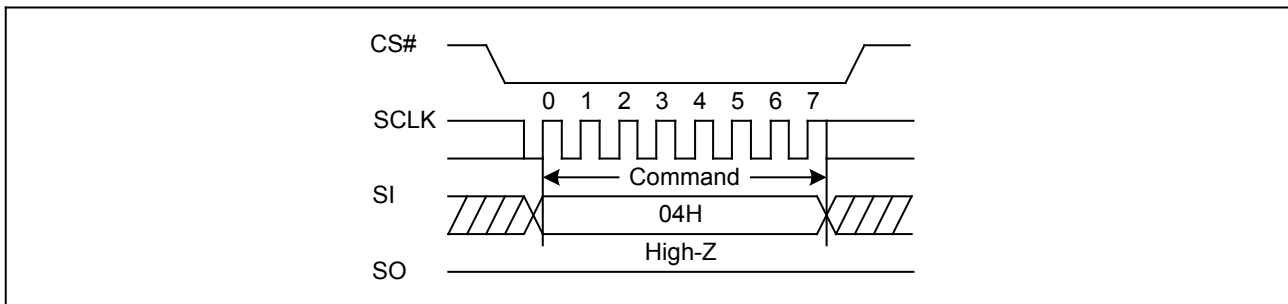 CS#
0 1 2 3 4 5 6 7
SCLK
Command
SI
04H
High-Z
SO